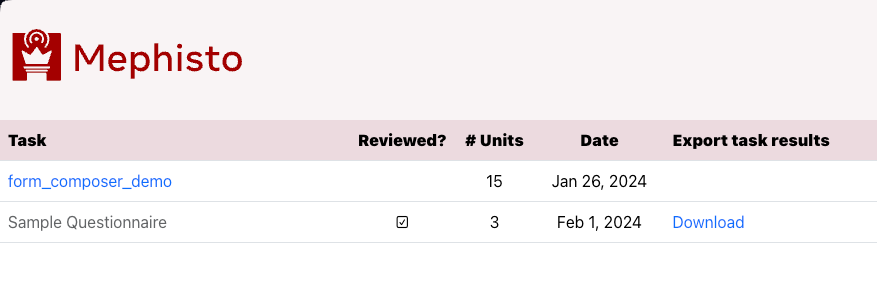 Mephisto
Task Reviewed? # Units Date Export task results
form_composer_demo 15 Jan 26, 2024
Sample Questionnaire 3 Feb 1, 2024 Download